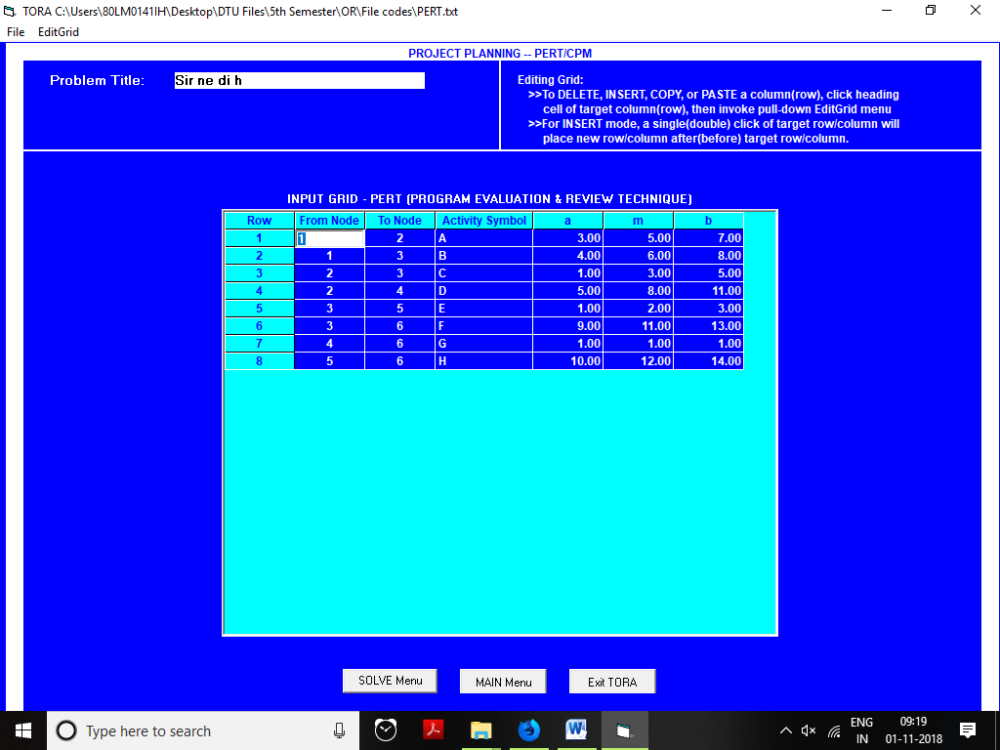 TORA C:\Users\80LM0141IH\Desktop\DTU Files\5th Semester\OR\File codes\PERT.txt
File EditGrid
PROJECT PLANNING -- PERT/CPM
Problem Title: Sir ne di h
Editing Grid:
>>To DELETE, INSERT, COPY, or PASTE a column(row), click heading
cell of target column(row), then invoke pull-down EditGrid menu
>>For INSERT mode, a single(double) click of target row/column will
place new row/column after(before) target row/column.
INPUT GRID - PERT (PROGRAM EVALUATION & REVIEW TECHNIQUE)
Row From Node To Node Activity Symbol a m b
1 1 2 A 3.00 5.00 7.00
2 1 3 B 4.00 6.00 8.00
3 2 3 C 1.00 3.00 5.00
4 2 4 D 5.00 8.00 11.00
5 3 5 E 1.00 2.00 3.00
6 3 6 F 9.00 11.00 13.00
7 4 6 G 1.00 1.00 1.00
8 5 6 H 10.00 12.00 14.00
SOLVE Menu MAIN Menu Exit TORA
Type here to search
ENG 09:19
IN 01-11-2018